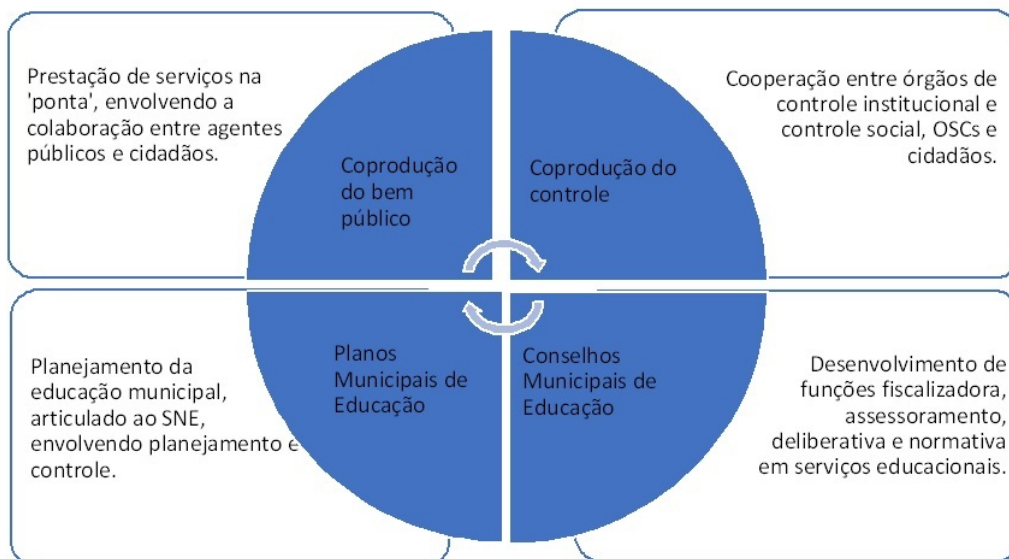 Prestação de serviços na
'ponta', envolvendo a
colaboração entre agentes
públicos e cidadãos.
Coprodução
do bem
público
Coprodução do
controle
Cooperação entre órgãos de
controle institucional e
controle social, OSCs e
cidadãos.
Planejamento da
educação municipal,
articulado ao SNE,
envolvendo planejamento e
controle.
Planos
Municipais de
Educação
Conselhos
Municipais de
Educação
Desenvolvimento de
funções fiscalizadora,
assessoramento,
deliberativa e normativa
em serviços educacionais.